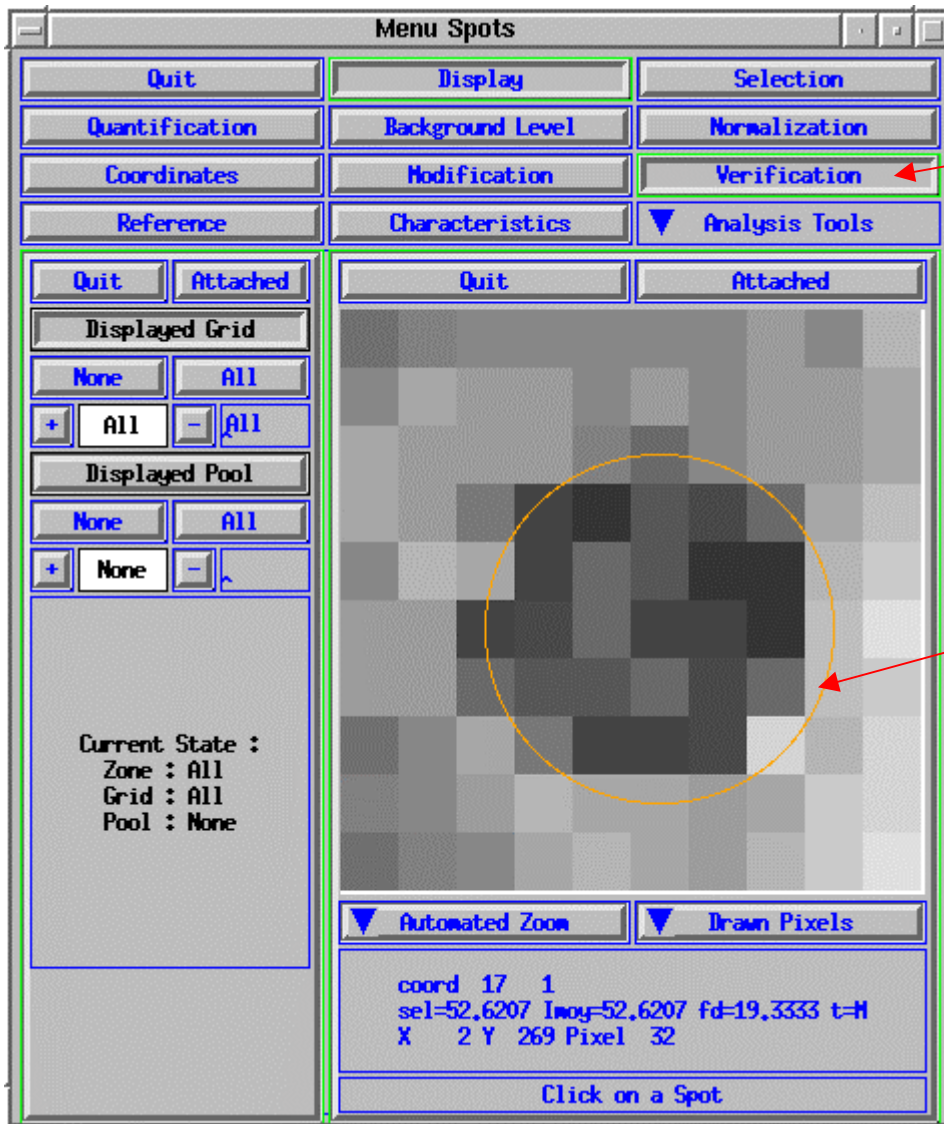 Menu Spots
Quit Display Selection
Quantification Background Level Normalization
Coordinates Modification Verification
Reference Characteristics Analysis Tools
Quit Attached
Displayed Grid
None All
+ All - All
Displayed Pool
None All
+ None -
Current State :
Zone : All
Grid : All
Pool : None
Quit Attached
Automated Zoom Drawn Pixels
coord 17 1
sel=52.6207 Imoy=52.6207 fd=19.3333 t=M
X 2 Y 269 Pixel 32
Click on a Spot